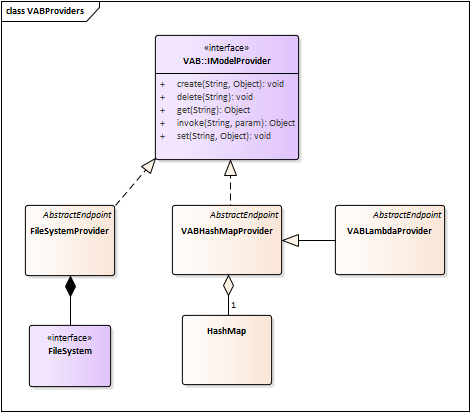 class VABProviders
«interface»
VAB::IModelProvider
+ create(String, Object): void
+ delete(String): void
+ get(String): Object
+ invoke(String, param): Object
+ set(String, Object): void
AbstractEndpoint
FileSystemProvider
AbstractEndpoint
VABHashMapProvider
AbstractEndpoint
VABLambdaProvider
1
«interface»
FileSystem
HashMap